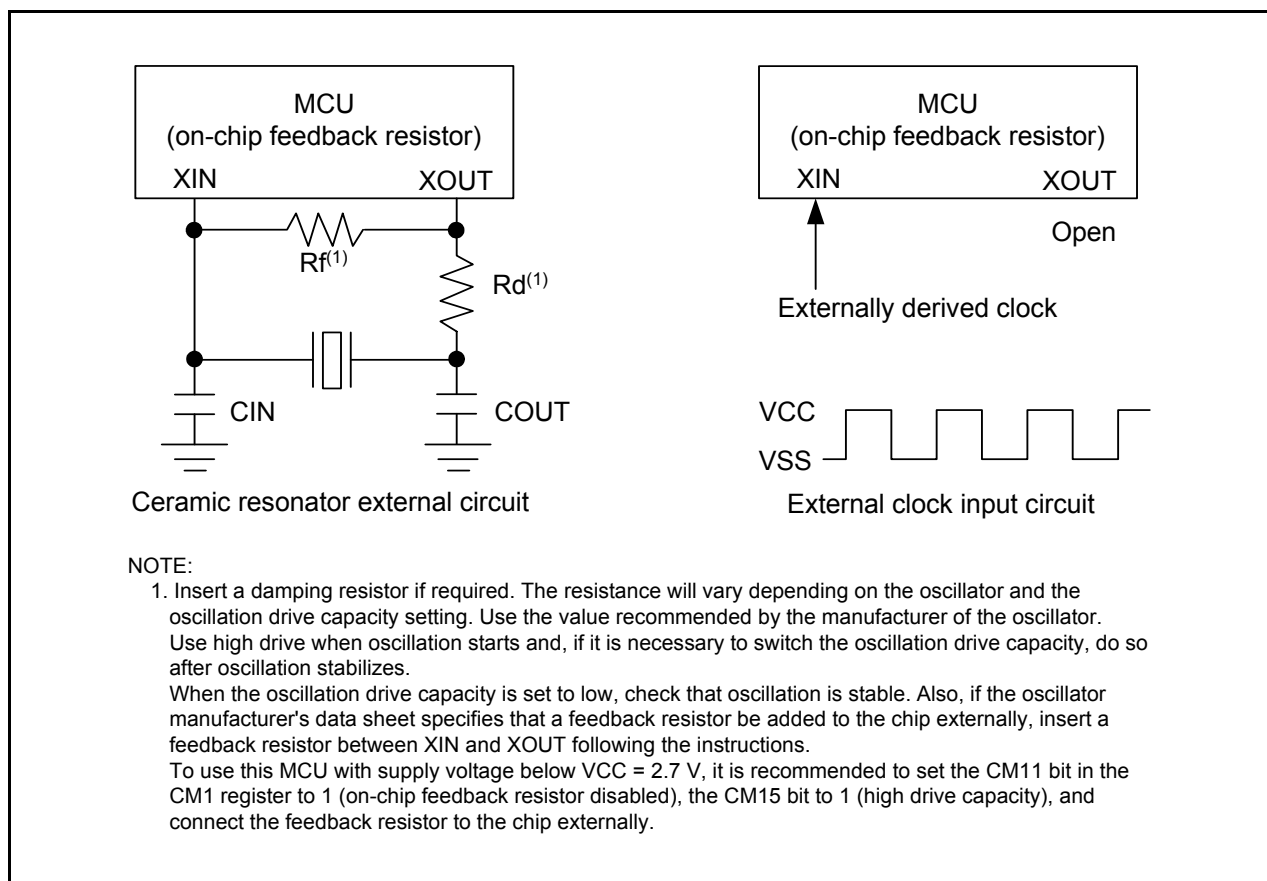 MCU
(on-chip feedback resistor)
XIN XOUT
Rf(1)
Rd(1)
CIN
COUT
Ceramic resonator external circuit
MCU
(on-chip feedback resistor)
XIN XOUT
Open
Externally derived clock
VCC
VSS
External clock input circuit
NOTE:
1. Insert a damping resistor if required. The resistance will vary depending on the oscillator and the
oscillation drive capacity setting. Use the value recommended by the manufacturer of the oscillator.
Use high drive when oscillation starts and, if it is necessary to switch the oscillation drive capacity, do so
after oscillation stabilizes.
When the oscillation drive capacity is set to low, check that oscillation is stable. Also, if the oscillator
manufacturer's data sheet specifies that a feedback resistor be added to the chip externally, insert a
feedback resistor between XIN and XOUT following the instructions.
To use this MCU with supply voltage below VCC = 2.7 V, it is recommended to set the CM11 bit in the
CM1 register to 1 (on-chip feedback resistor disabled), the CM15 bit to 1 (high drive capacity), and
connect the feedback resistor to the chip externally.